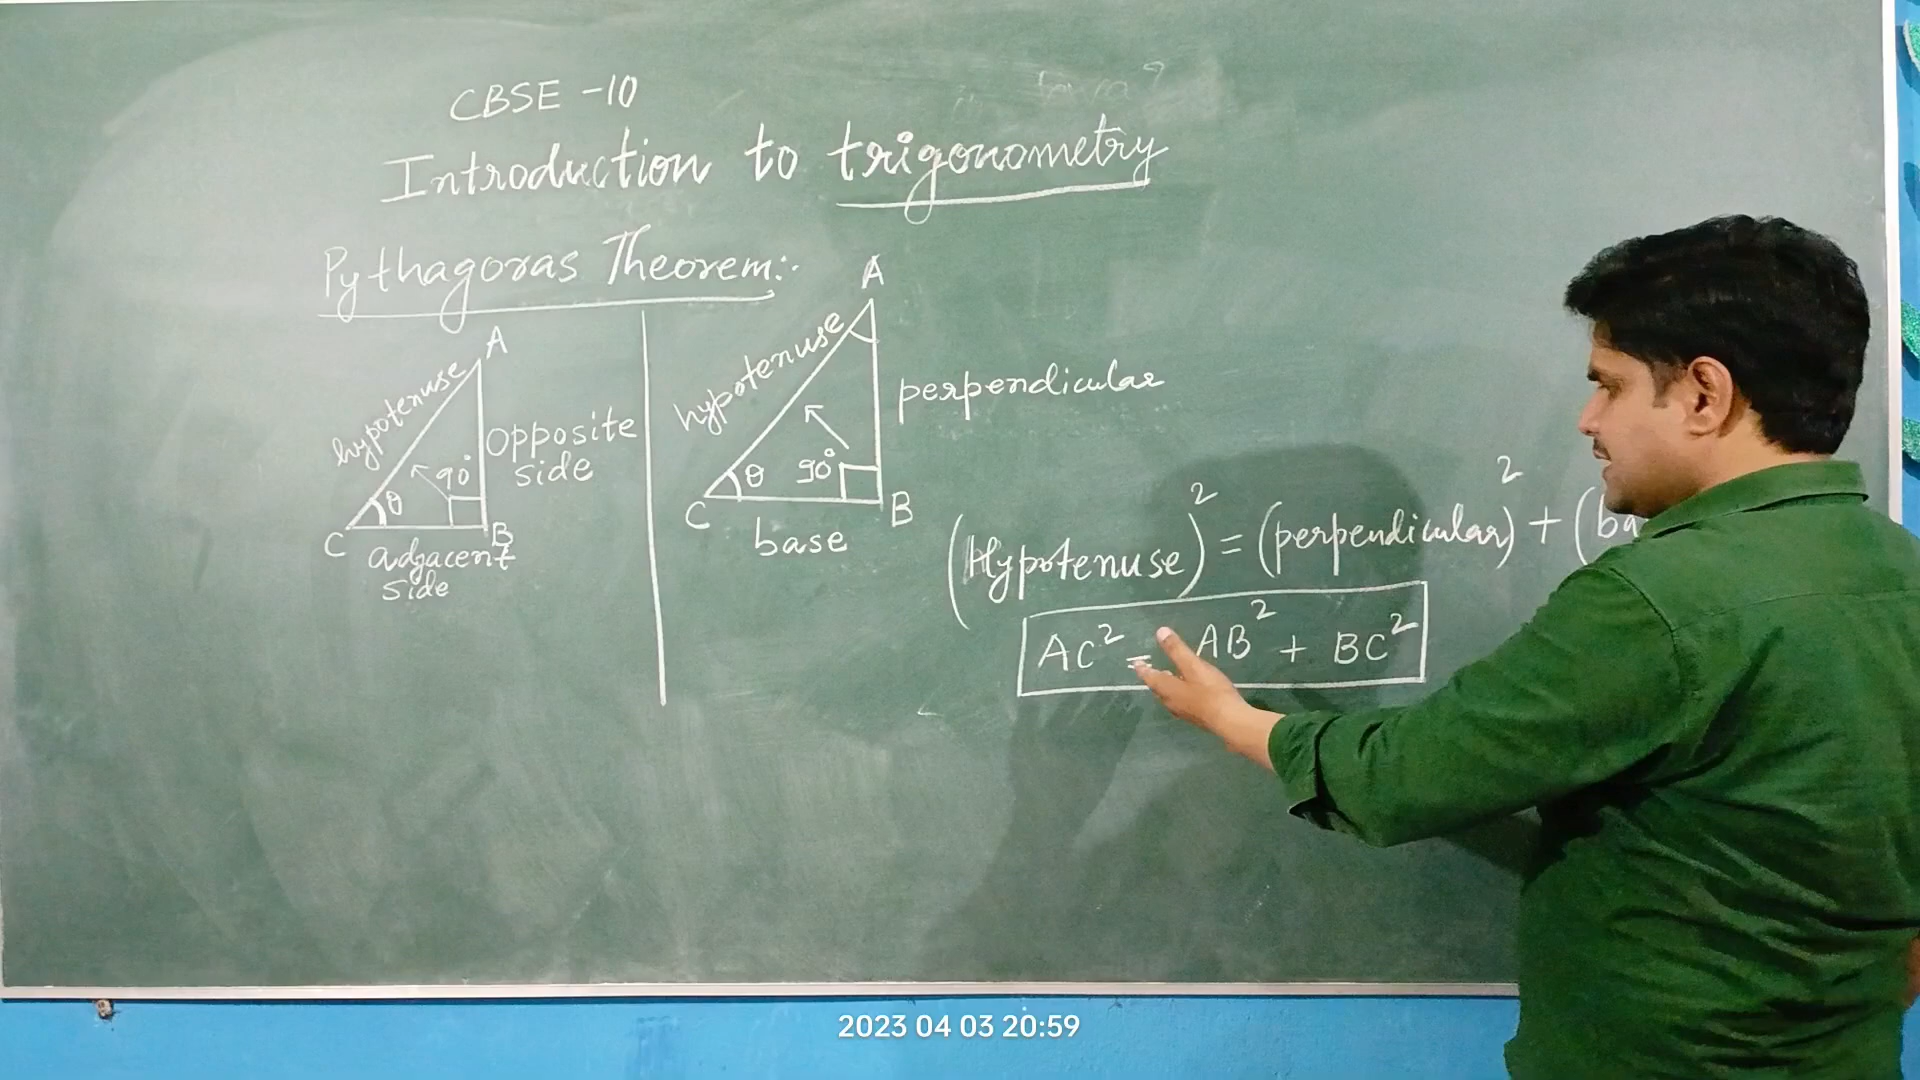 CBSE -10
Introduction to trigonometry
Pythagoras Theorem:-
A
hypotenuse
opposite
side
90°
θ
C
B
adjacent
side
A
hypotenuse
perpendicular
θ
90°
C
B
base
(Hypotenuse)² = (perpendicular)² + (ba
AC² = AB² + BC²
2023 04 03 20:59